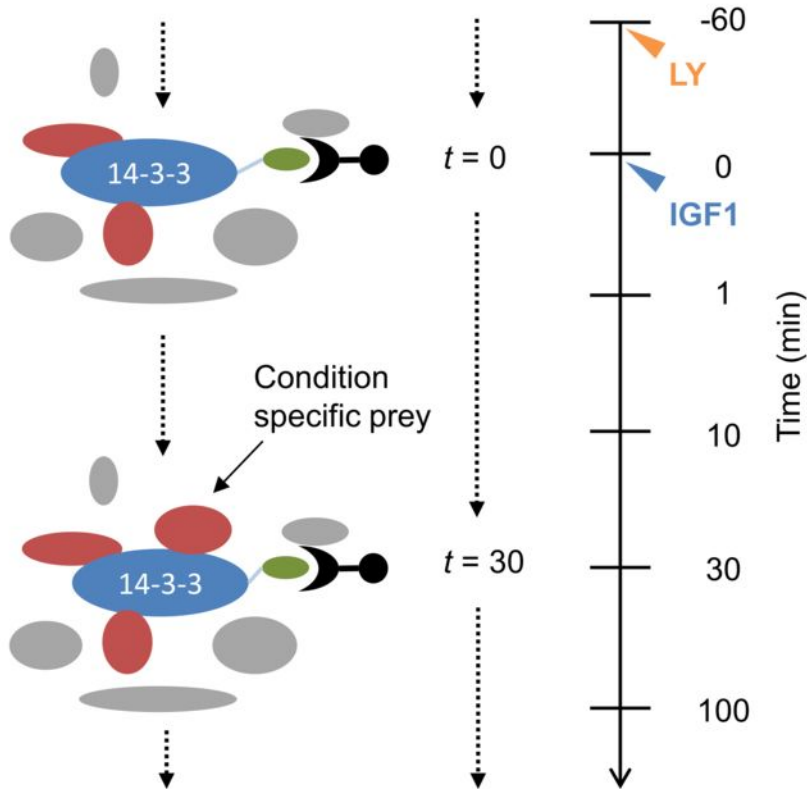 -60
LY
14-3-3
t = 0
0
IGF1
1
Time (min)
Condition
specific prey
10
14-3-3
t = 30
30
100